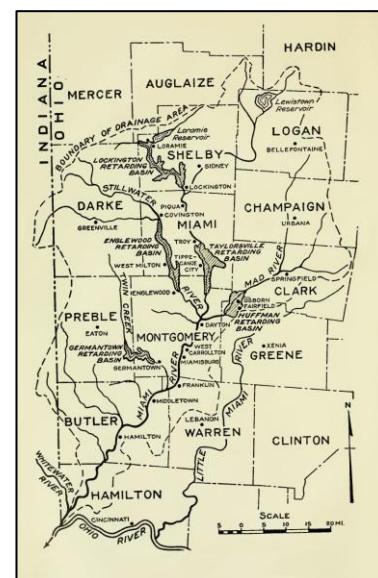 HARDIN
MERCER
AUGLAIZE
INDIANA
OHIO
BOUNDARY OF DRAINAGE AREA
Loramie
Reservoir
Lewistown
Reservoir
LOGAN
BELLEFONTAINE
LORAMIE
SHELBY
SIDNEY
LOCKINGTON
RETARDING
BASIN
LOCKINGTON
STILLWATER
DARKE
GREENVILLE
PIQUA
COVINGTON
MIAMI
CHAMPAIGN
URBANA
ENGLEWOOD
RETARDING
BASIN
TROY
TIPPE-
CANOE
CITY
TAYLORSVILLE
RETARDING
BASIN
WEST MILTON
MAD RIVER
SPRINGFIELD
CLARK
ENGLEWOOD
RIVER
OSBORN
FAIRFIELD
HUFFMAN
RETARDING
BASIN
PREBLE
EATON
TWIN CREEK
DAYTON
MONTGOMERY
XENIA
GREENE
GERMANTOWN
RETARDING
BASIN
GERMANTOWN
WEST
CARROLLTON
MIAMISBURG
RIVER
MIAMI
FRANKLIN
MIDDLETOWN
BUTLER
HAMILTON
LEBANON
WARREN
LITTLE
MIAMI
RIVER
CLINTON
N
WHITEWATER
RIVER
HAMILTON
CINCINNATI
OHIO
RIVER
SCALE
5 0 5 10 15 20 MI.